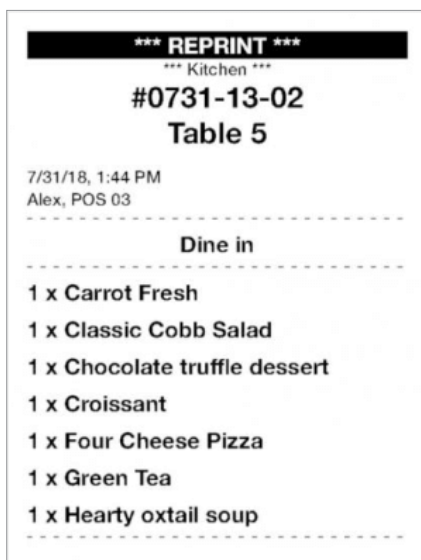 *** REPRINT ***
*** Kitchen ***
#0731-13-02
Table 5
7/31/18, 1:44 PM
Alex, POS 03
Dine in
1 x Carrot Fresh
1 x Classic Cobb Salad
1 x Chocolate truffle dessert
1 x Croissant
1 x Four Cheese Pizza
1 x Green Tea
1 x Hearty oxtail soup